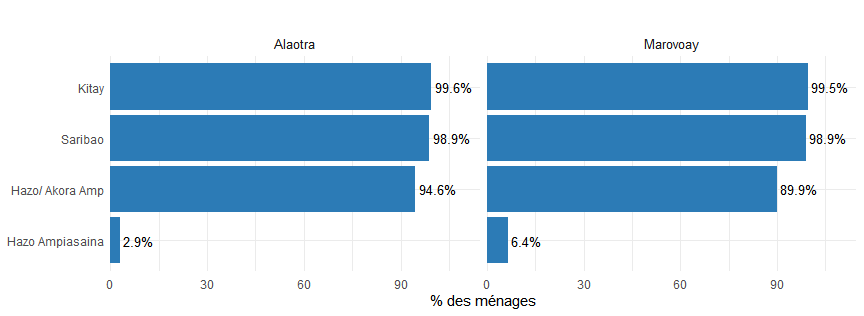 Alaotra
Marovoay
Kitay
99.6%
99.5%
Saribao
98.9%
98.9%
Hazo/ Akora Amp
94.6%
89.9%
Hazo Ampiasaina
2.9%
6.4%
0 30 60 90
0 30 60 90
% des ménages